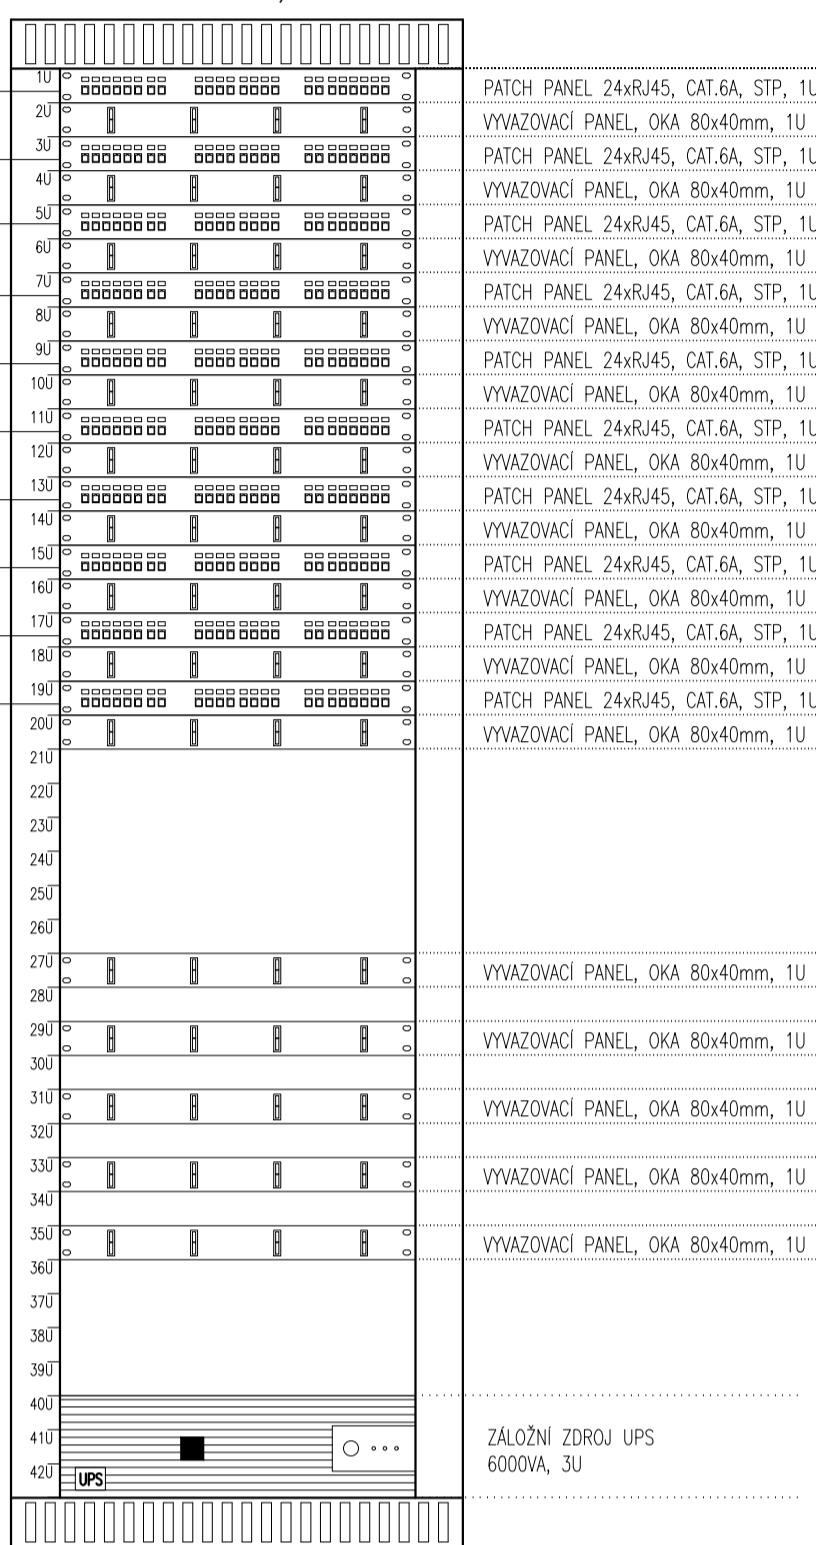 1U PATCH PANEL 24xRJ45, CAT.6A, STP, 1U
2U VYVAZOVACÍ PANEL, OKA 80x40mm, 1U
3U PATCH PANEL 24xRJ45, CAT.6A, STP, 1U
4U VYVAZOVACÍ PANEL, OKA 80x40mm, 1U
5U PATCH PANEL 24xRJ45, CAT.6A, STP, 1U
6U VYVAZOVACÍ PANEL, OKA 80x40mm, 1U
7U PATCH PANEL 24xRJ45, CAT.6A, STP, 1U
8U VYVAZOVACÍ PANEL, OKA 80x40mm, 1U
9U PATCH PANEL 24xRJ45, CAT.6A, STP, 1U
10U VYVAZOVACÍ PANEL, OKA 80x40mm, 1U
11U PATCH PANEL 24xRJ45, CAT.6A, STP, 1U
12U VYVAZOVACÍ PANEL, OKA 80x40mm, 1U
13U PATCH PANEL 24xRJ45, CAT.6A, STP, 1U
14U VYVAZOVACÍ PANEL, OKA 80x40mm, 1U
15U PATCH PANEL 24xRJ45, CAT.6A, STP, 1U
16U VYVAZOVACÍ PANEL, OKA 80x40mm, 1U
17U PATCH PANEL 24xRJ45, CAT.6A, STP, 1U
18U VYVAZOVACÍ PANEL, OKA 80x40mm, 1U
19U PATCH PANEL 24xRJ45, CAT.6A, STP, 1U
20U VYVAZOVACÍ PANEL, OKA 80x40mm, 1U
21U
22U
23U
24U
25U
26U
27U VYVAZOVACÍ PANEL, OKA 80x40mm, 1U
28U
29U VYVAZOVACÍ PANEL, OKA 80x40mm, 1U
30U
31U VYVAZOVACÍ PANEL, OKA 80x40mm, 1U
32U
33U VYVAZOVACÍ PANEL, OKA 80x40mm, 1U
34U
35U VYVAZOVACÍ PANEL, OKA 80x40mm, 1U
36U
37U
38U
39U
40U
41U ZÁLOŽNÍ ZDROJ UPS
6000VA, 3U
42U UPS